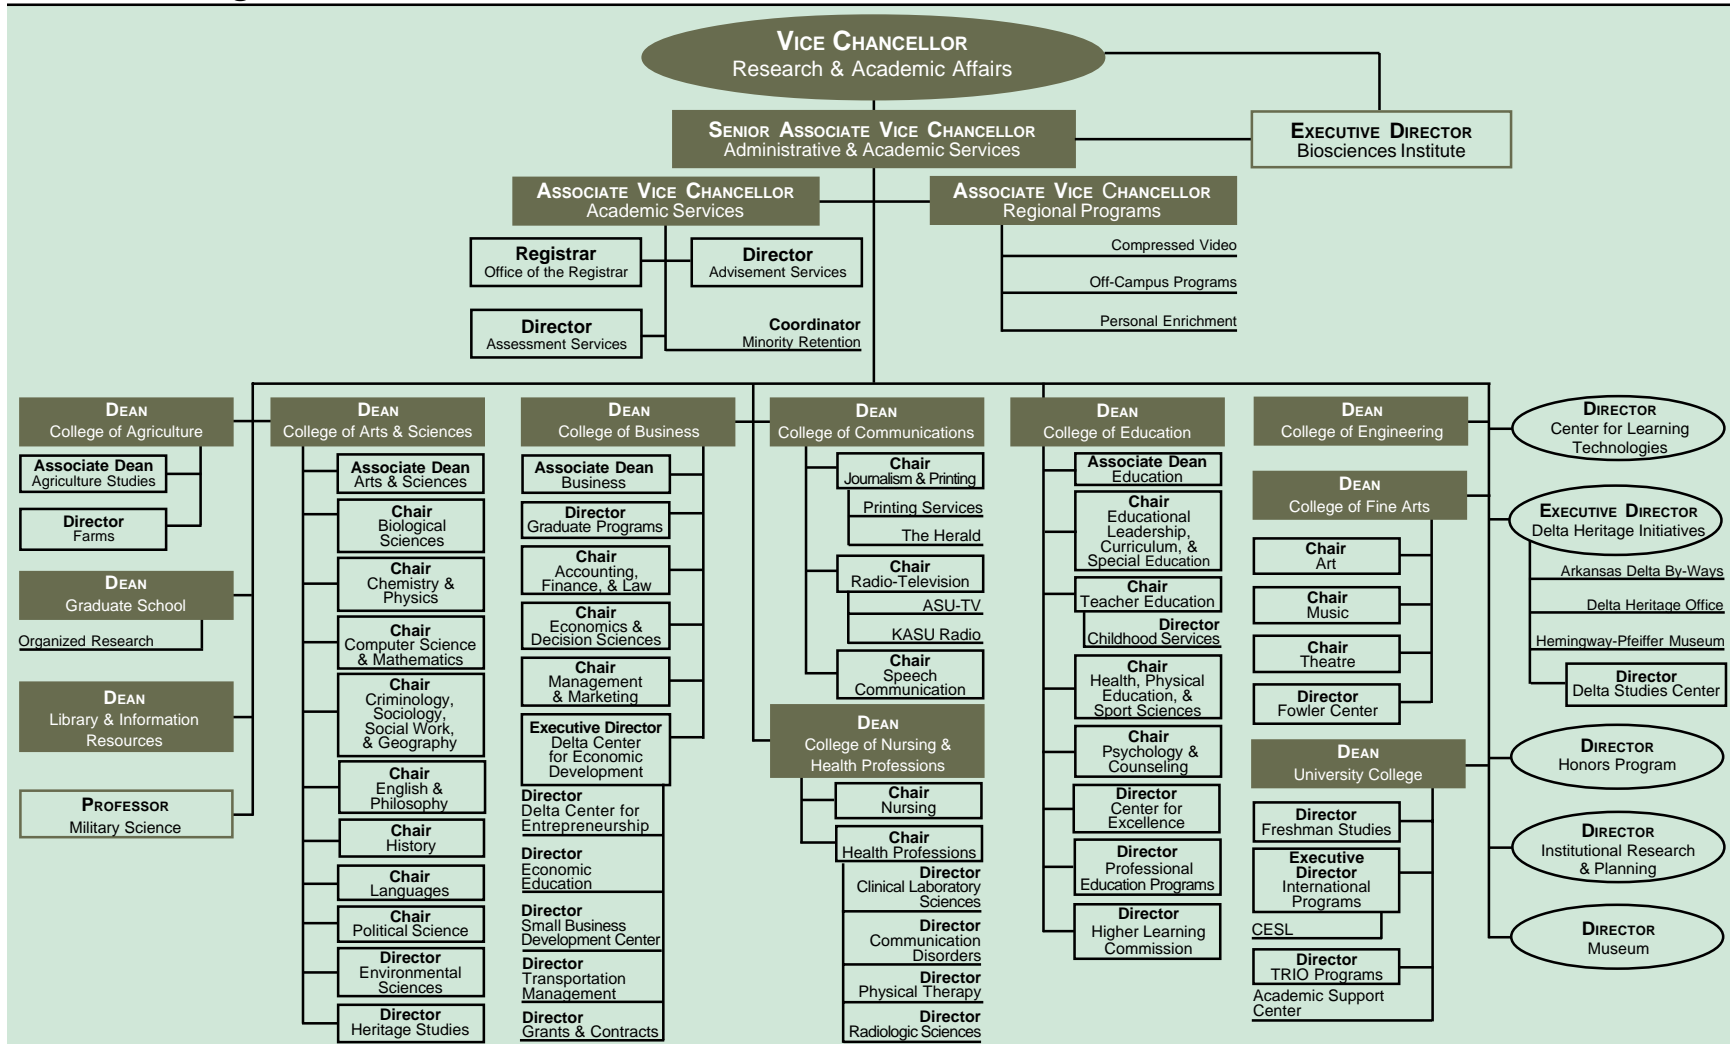 VICE CHANCELLOR
Research & Academic Affairs
SENIOR ASSOCIATE VICE CHANCELLOR
Administrative & Academic Services
EXECUTIVE DIRECTOR
Biosciences Institute
ASSOCIATE VICE CHANCELLOR
Academic Services
ASSOCIATE VICE CHANCELLOR
Regional Programs
Registrar
Office of the Registrar
Director
Advisement Services
Director
Assessment Services
Coordinator
Minority Retention
Compressed Video
Off-Campus Programs
Personal Enrichment
DEAN
College of Agriculture
Associate Dean
Agriculture Studies
Director
Farms
DEAN
Graduate School
Organized Research
DEAN
Library & Information
Resources
PROFESSOR
Military Science
DEAN
College of Arts & Sciences
Associate Dean
Arts & Sciences
Chair
Biological
Sciences
Chair
Chemistry &
Physics
Chair
Computer Science
& Mathematics
Chair
Criminology,
Sociology,
Social Work,
& Geography
Chair
English &
Philosophy
Chair
History
Chair
Languages
Chair
Political Science
Director
Environmental
Sciences
Director
Heritage Studies
DEAN
College of Business
Associate Dean
Business
Director
Graduate Programs
Chair
Accounting,
Finance, & Law
Chair
Economics &
Decision Sciences
Chair
Management
& Marketing
Executive Director
Delta Center
for Economic
Development
Director
Delta Center for
Entrepreneurship
Director
Economic
Education
Director
Small Business
Development Center
Director
Transportation
Management
Director
Grants & Contracts
DEAN
College of Communications
Chair
Journalism & Printing
Printing Services
The Herald
Chair
Radio-Television
ASU-TV
KASU Radio
Chair
Speech
Communication
DEAN
College of Nursing &
Health Professions
Chair
Nursing
Chair
Health Professions
Director
Clinical Laboratory
Sciences
Director
Communication
Disorders
Director
Physical Therapy
Director
Radiologic Sciences
DEAN
College of Education
Associate Dean
Education
Chair
Educational
Leadership,
Curriculum, &
Special Education
Chair
Teacher Education
Director
Childhood Services
Chair
Health, Physical
Education, &
Sport Sciences
Chair
Psychology &
Counseling
Director
Center for
Excellence
Director
Professional
Education Programs
Director
Higher Learning
Commission
DEAN
College of Engineering
DEAN
College of Fine Arts
Chair
Art
Chair
Music
Chair
Theatre
Director
Fowler Center
DEAN
University College
Director
Freshman Studies
Executive
Director
International
Programs
CESL
Director
TRIO Programs
Academic Support
Center
DIRECTOR
Center for Learning
Technologies
EXECUTIVE DIRECTOR
Delta Heritage Initiatives
Arkansas Delta By-Ways
Delta Heritage Office
Hemingway-Pfeiffer Museum
Director
Delta Studies Center
DIRECTOR
Honors Program
DIRECTOR
Institutional Research
& Planning
DIRECTOR
Museum